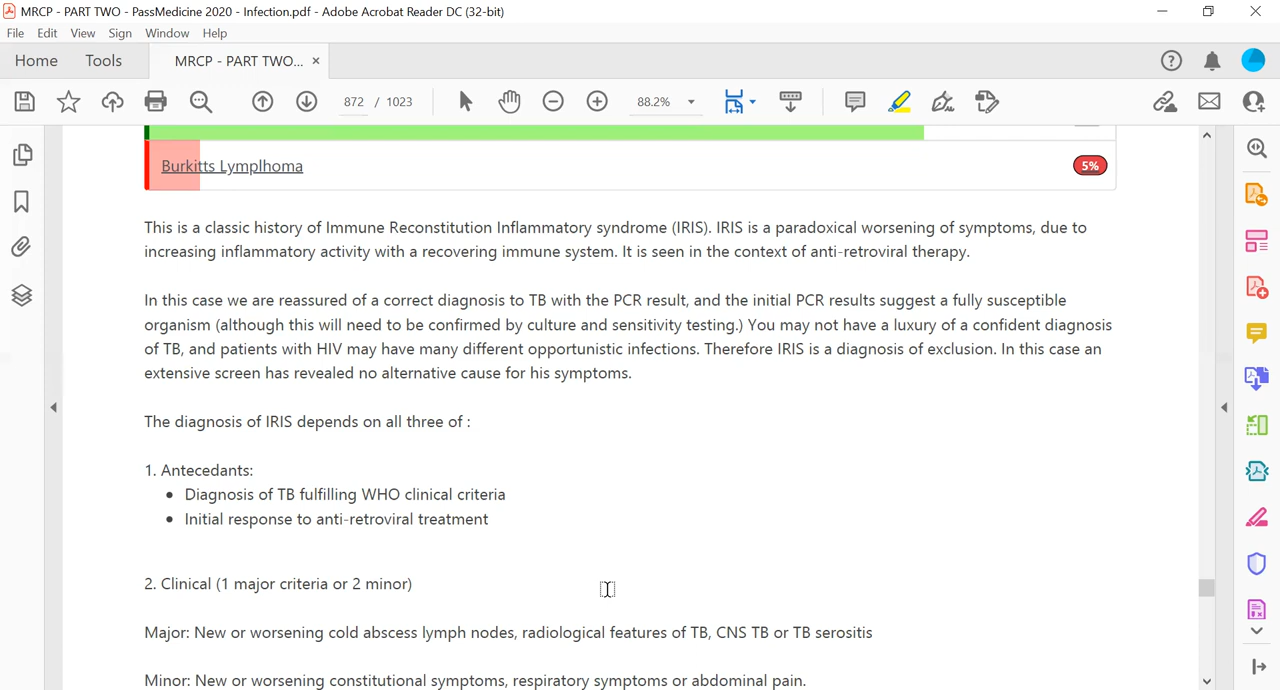 MRCP - PART TWO - PassMedicine 2020 - Infection.pdf - Adobe Acrobat Reader DC (32-bit)
File Edit View Sign Window Help
Home Tools MRCP - PART TWO... ×
872 / 1023 88.2%
Burkitts Lymplhoma 5%
This is a classic history of Immune Reconstitution Inflammatory syndrome (IRIS). IRIS is a paradoxical worsening of symptoms, due to
increasing inflammatory activity with a recovering immune system. It is seen in the context of anti-retroviral therapy.
In this case we are reassured of a correct diagnosis to TB with the PCR result, and the initial PCR results suggest a fully susceptible
organism (although this will need to be confirmed by culture and sensitivity testing.) You may not have a luxury of a confident diagnosis
of TB, and patients with HIV may have many different opportunistic infections. Therefore IRIS is a diagnosis of exclusion. In this case an
extensive screen has revealed no alternative cause for his symptoms.
The diagnosis of IRIS depends on all three of :
1. Antecedants:
• Diagnosis of TB fulfilling WHO clinical criteria
• Initial response to anti-retroviral treatment
2. Clinical (1 major criteria or 2 minor)
Major: New or worsening cold abscess lymph nodes, radiological features of TB, CNS TB or TB serositis
Minor: New or worsening constitutional symptoms, respiratory symptoms or abdominal pain.